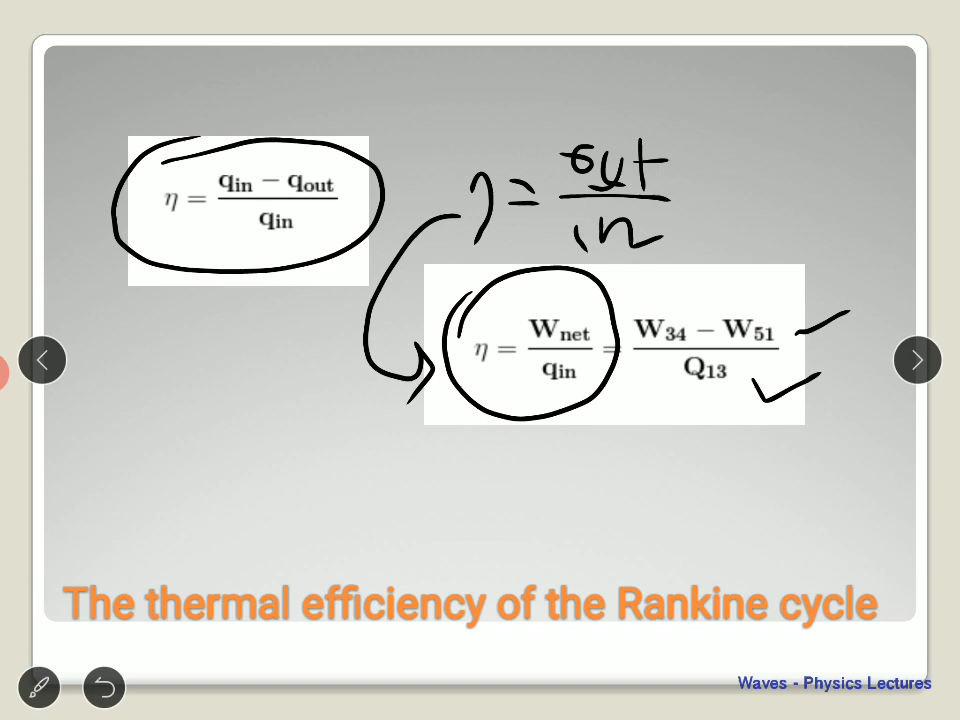 η = (q_in − q_out) / q_in
η = out / in
η = W_net / q_in = (W_34 − W_51) / Q_13
The thermal efficiency of the Rankine cycle
Waves - Physics Lectures